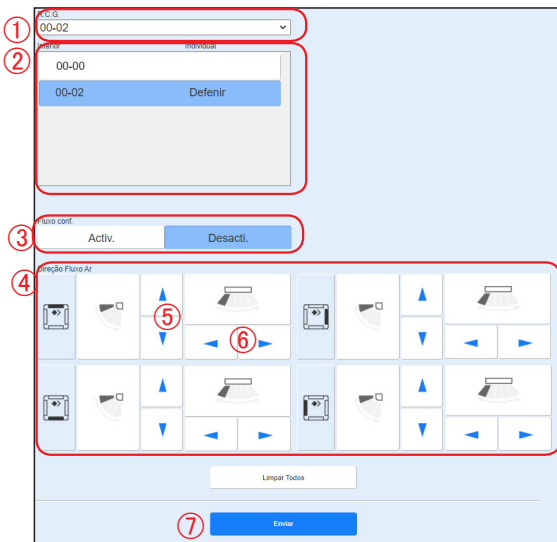 R.C.G.
① 00-02
② Interior Individual
00-00
00-02 Defenir
Fluxo conf.
③ Activ. Desacti.
Direção Fluxo Ar
④
⑤
⑥
Limpar Todos
⑦ Enviar